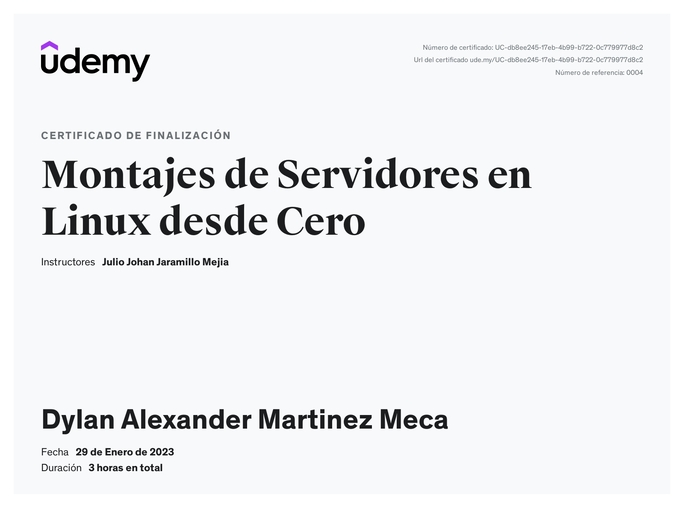 udemy
Número de certificado: UC-db8ee245-f7eb-4b99-b722-0c779977d8c2
Url del certificado ude.my/UC-db8ee245-f7eb-4b99-b722-0c779977d8c2
Número de referencia: 0004
CERTIFICADO DE FINALIZACIÓN
Montajes de Servidores en
Linux desde Cero
Instructores Julio Johan Jaramillo Mejia
Dylan Alexander Martinez Meca
Fecha 29 de Enero de 2023
Duración 3 horas en total